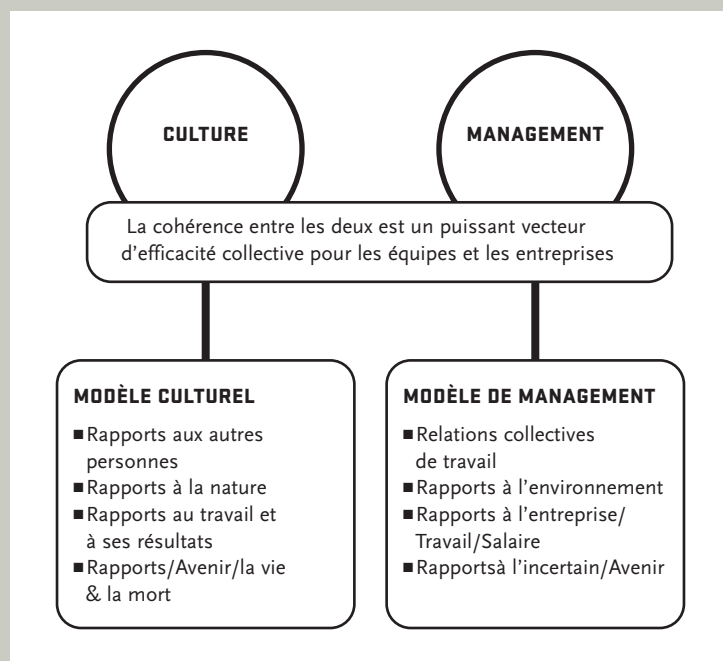 CULTURE
MANAGEMENT
La cohérence entre les deux est un puissant vecteur
d’efficacité collective pour les équipes et les entreprises
MODÈLE CULTUREL
■ Rapports aux autres
personnes
■ Rapports à la nature
■ Rapports au travail et
à ses résultats
■ Rapports/Avenir/la vie
& la mort
MODÈLE DE MANAGEMENT
■ Relations collectives
de travail
■ Rapports à l’environnement
■ Rapports à l’entreprise/
Travail/Salaire
■ Rapportsà l’incertain/Avenir